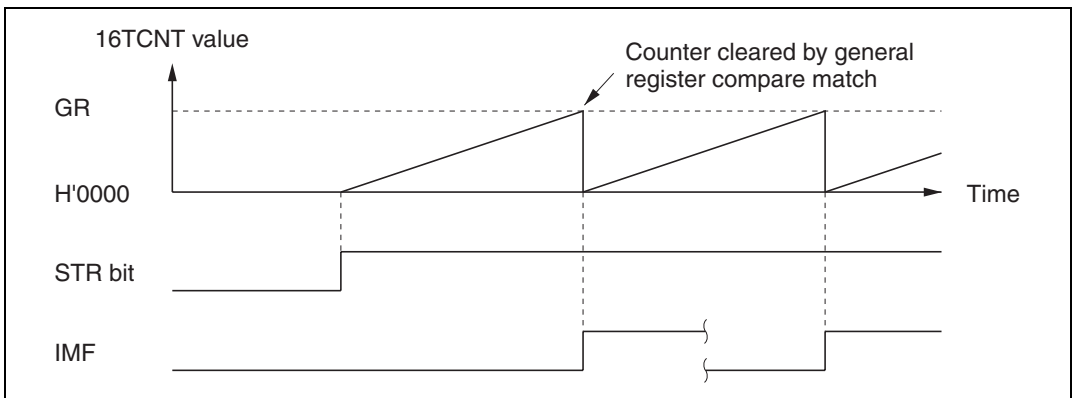 16TCNT value
Counter cleared by general
register compare match
GR
H'0000
Time
STR bit
IMF